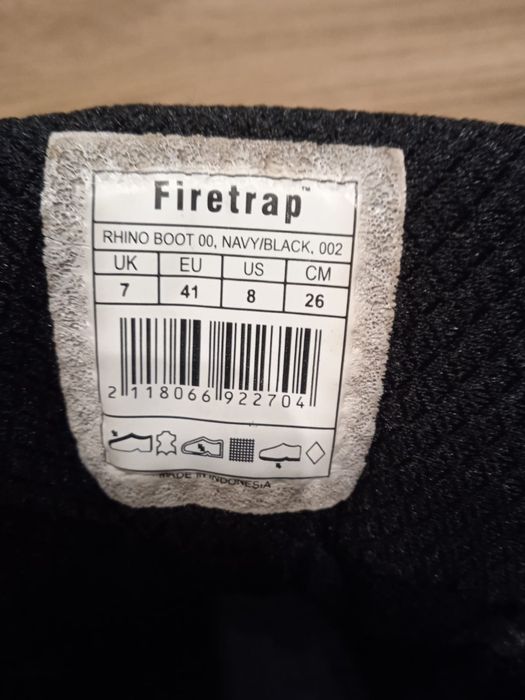 Firetrap™
RHINO BOOT 00, NAVY/BLACK, 002
UK EU US CM
7 41 8 26
2 118066 922704
MADE IN INDONESIA